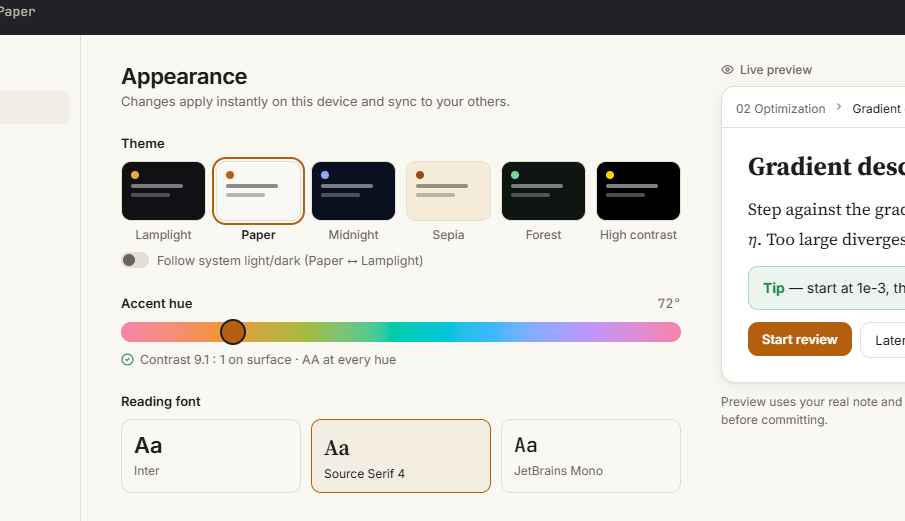 Paper
Appearance
Changes apply instantly on this device and sync to your others.
Theme
Lamplight
Paper
Midnight
Sepia
Forest
High contrast
Follow system light/dark (Paper ↔ Lamplight)
Accent hue
72°
Contrast 9.1 : 1 on surface · AA at every hue
Reading font
Aa
Inter
Aa
Source Serif 4
Aa
JetBrains Mono
Live preview
02 Optimization › Gradient
Gradient desc
Step against the grad
η. Too large diverges
Tip — start at 1e-3, th
Start review
Later
Preview uses your real note and
before committing.